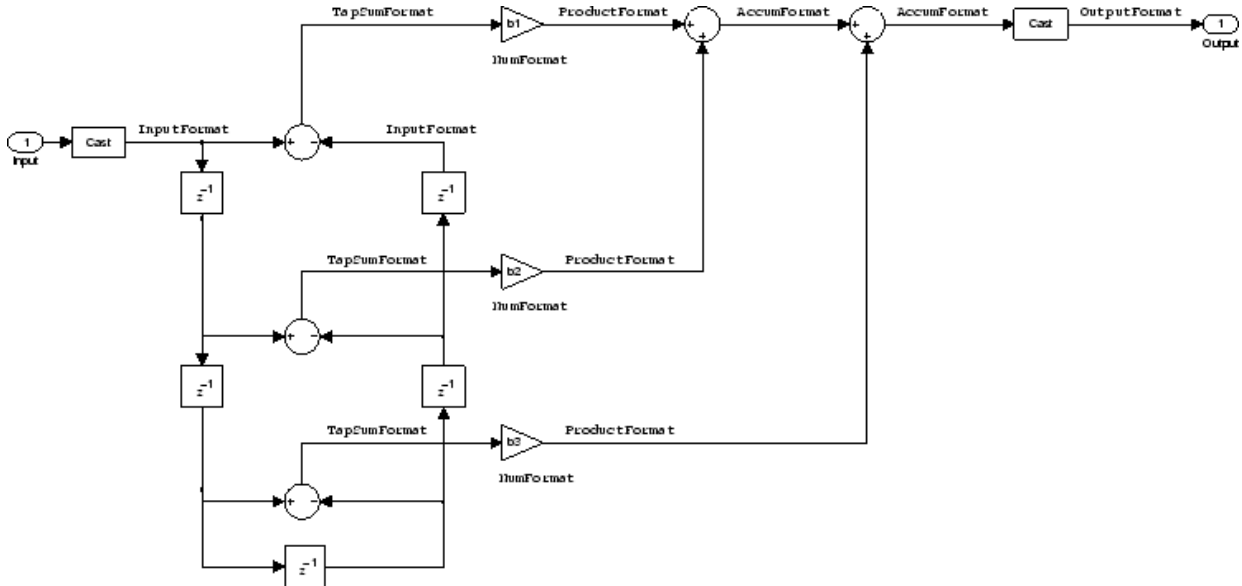 TapSumFormat
b1
ProductFormat
AccumFormat
AccumFormat
Cast
OutputFormat
1
Output
+
+
+
+
NumFormat
InputFormat
InputFormat
1
Input
Cast
+ −
z⁻¹
z⁻¹
TapSumFormat
b2
ProductFormat
NumFormat
+ −
z⁻¹
z⁻¹
TapSumFormat
b3
ProductFormat
NumFormat
+ −
z⁻¹